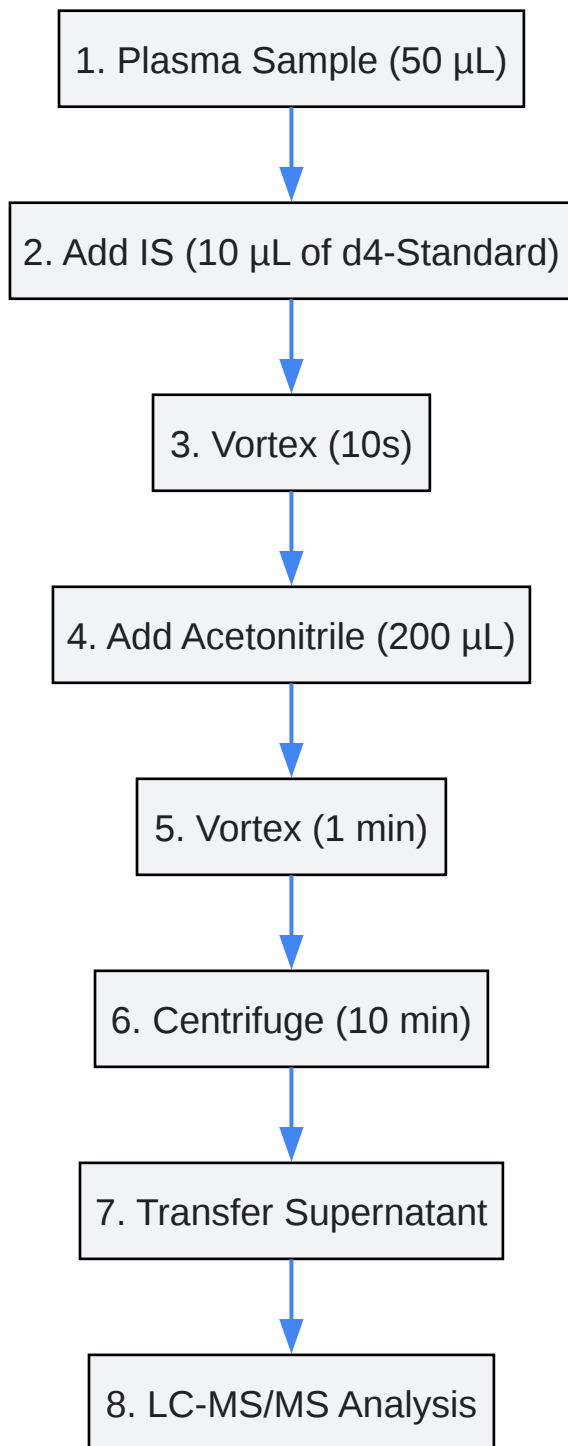 1. Plasma Sample (50 µL)
2. Add IS (10 µL of d4-Standard)
3. Vortex (10s)
4. Add Acetonitrile (200 µL)
5. Vortex (1 min)
6. Centrifuge (10 min)
7. Transfer Supernatant
8. LC-MS/MS Analysis